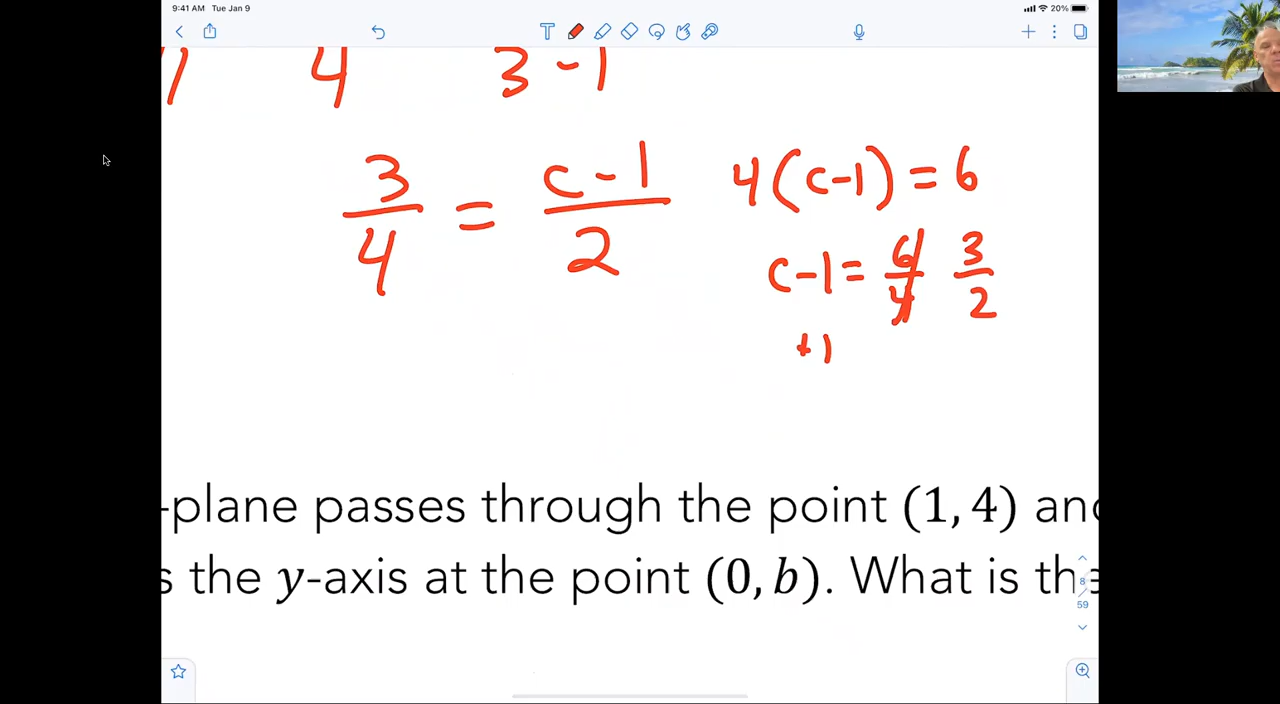 9:41 AM Tue Jan 9
20%
T
4 3 - 1
3/4 = c - 1/2
4(c-1) = 6
c-1 = 6/4 3/2
+1
-plane passes through the point (1, 4) and
s the y-axis at the point (0, b). What is the
8
59